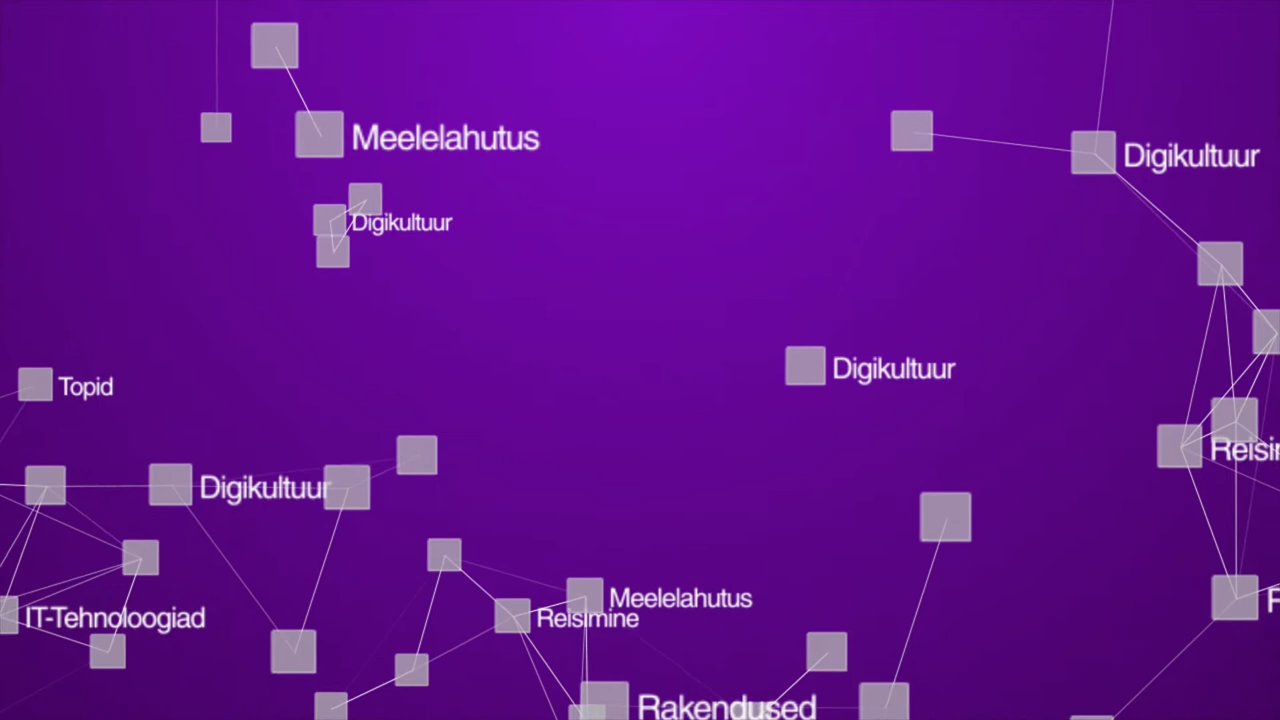 Meelelahutus
Digikultuur
Digikultuur
Digikultuur
Topid
Digikultuur
IT-Tehnoloogiad
Meelelahutus
Reisimine
Rakendused